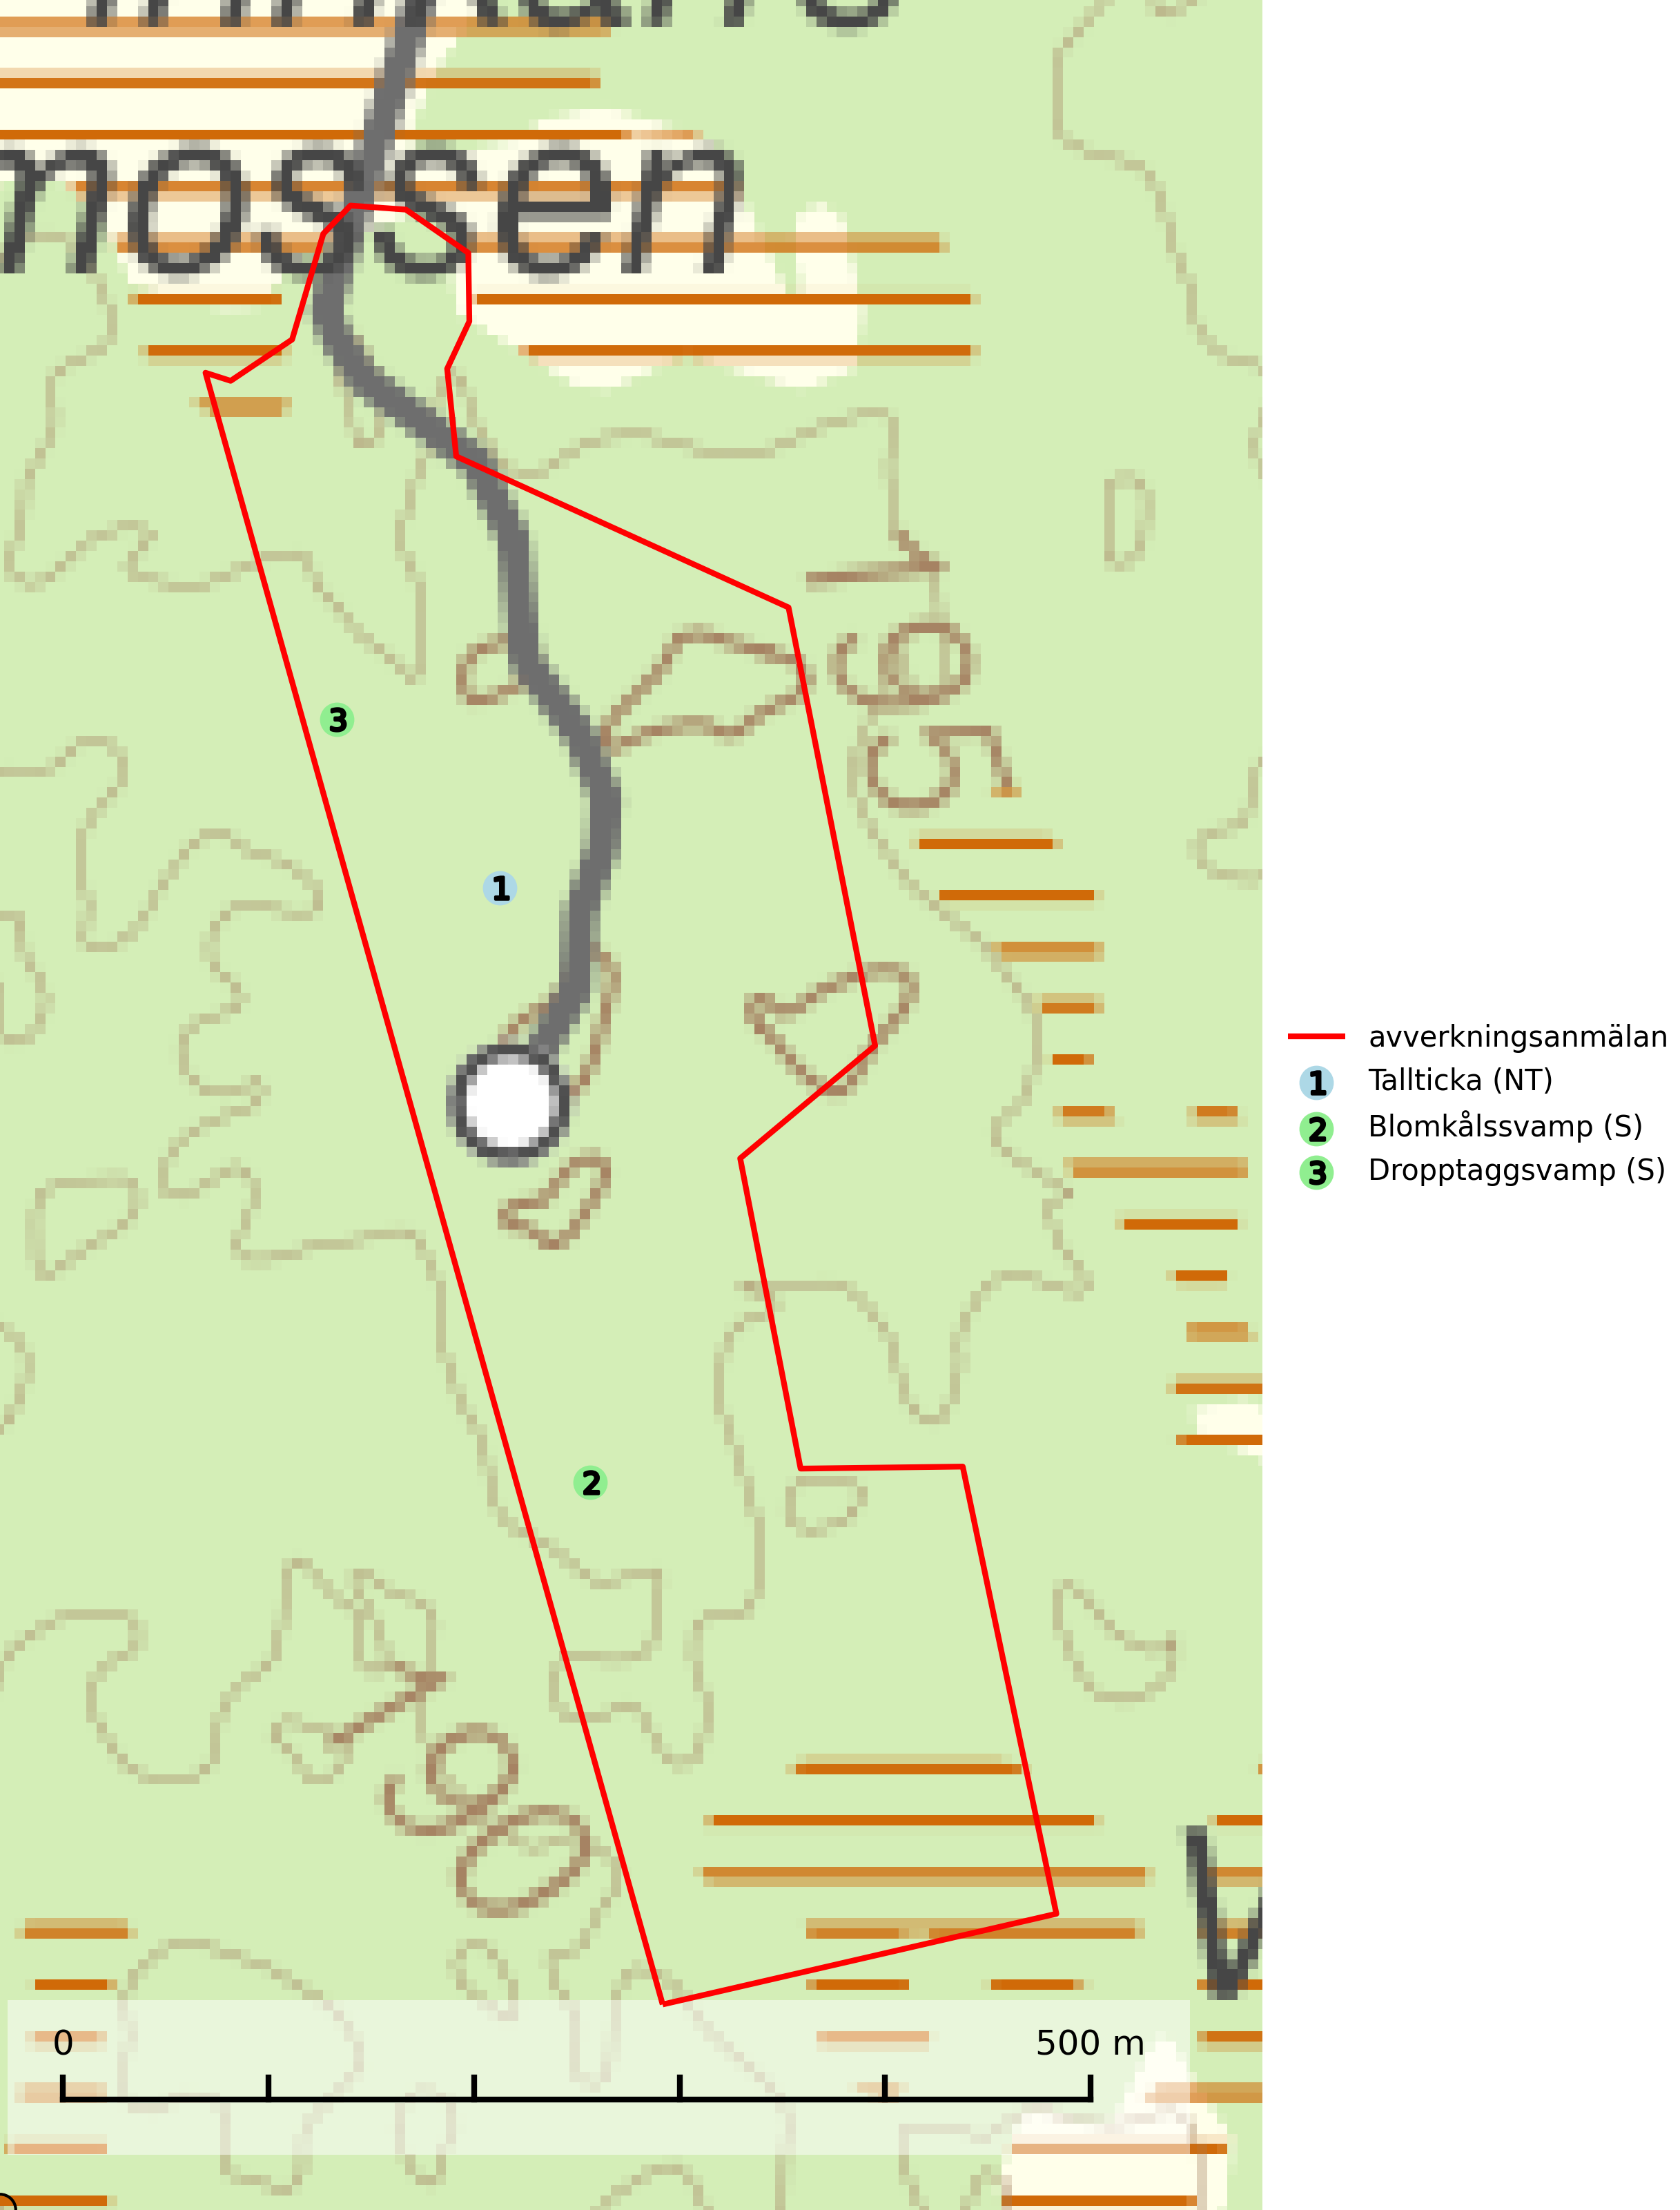 mossen
195
3
1
2
190
avverkningsanmälan
1 Tallticka (NT)
2 Blomkålssvamp (S)
3 Dropptaggsvamp (S)
0 500 m